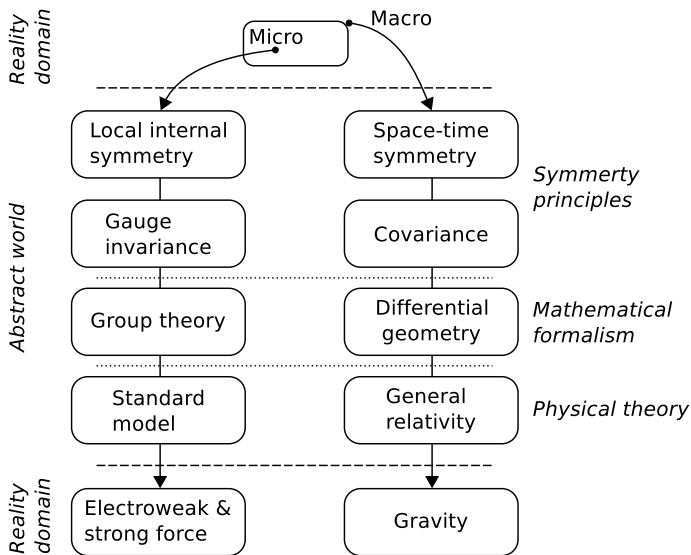 Reality
domain
Micro
Macro
Local internal
symmetry
Space-time
symmetry
Symmerty
principles
Gauge
invariance
Covariance
Abstract world
Group theory
Differential
geometry
Mathematical
formalism
Standard
model
General
relativity
Physical theory
Reality
domain
Electroweak &
strong force
Gravity